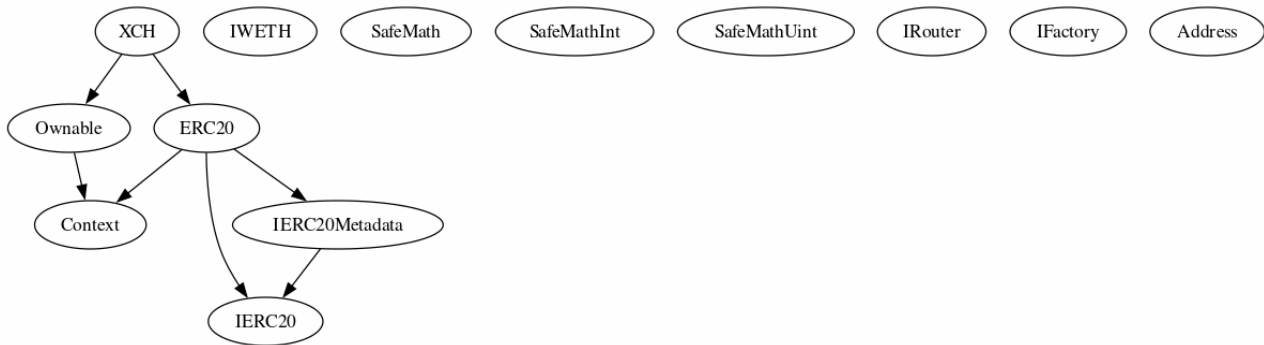 XCH IWETH SafeMath SafeMathInt SafeMathUint IRouter IFactory Address
Ownable ERC20
Context IERC20Metadata
IERC20